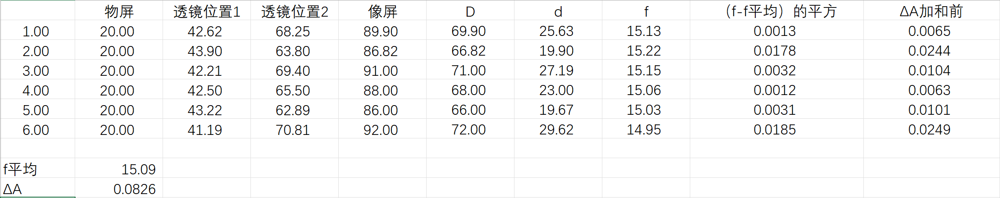 物屏 透镜位置1 透镜位置2 像屏 D d f （f-f平均）的平方 ΔA加和前
1.00 20.00 42.62 68.25 89.90 69.90 25.63 15.13 0.0013 0.0065
2.00 20.00 43.90 63.80 86.82 66.82 19.90 15.22 0.0178 0.0244
3.00 20.00 42.21 69.40 91.00 71.00 27.19 15.15 0.0032 0.0104
4.00 20.00 42.50 65.50 88.00 68.00 23.00 15.06 0.0012 0.0063
5.00 20.00 43.22 62.89 86.00 66.00 19.67 15.03 0.0031 0.0101
6.00 20.00 41.19 70.81 92.00 72.00 29.62 14.95 0.0185 0.0249
f平均 15.09
ΔA 0.0826